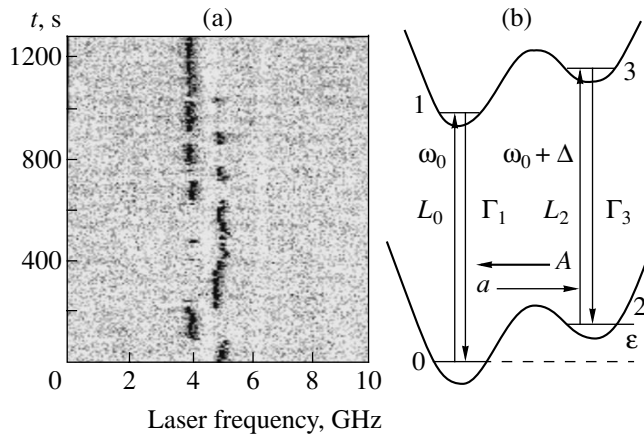 t, s
(a)
(b)
1200
800
400
0
0
2
4
6
8
10
Laser frequency, GHz
1
3
ω₀
ω₀ + Δ
L₀
Γ₁
L₂
Γ₃
A
a
2
ε
0